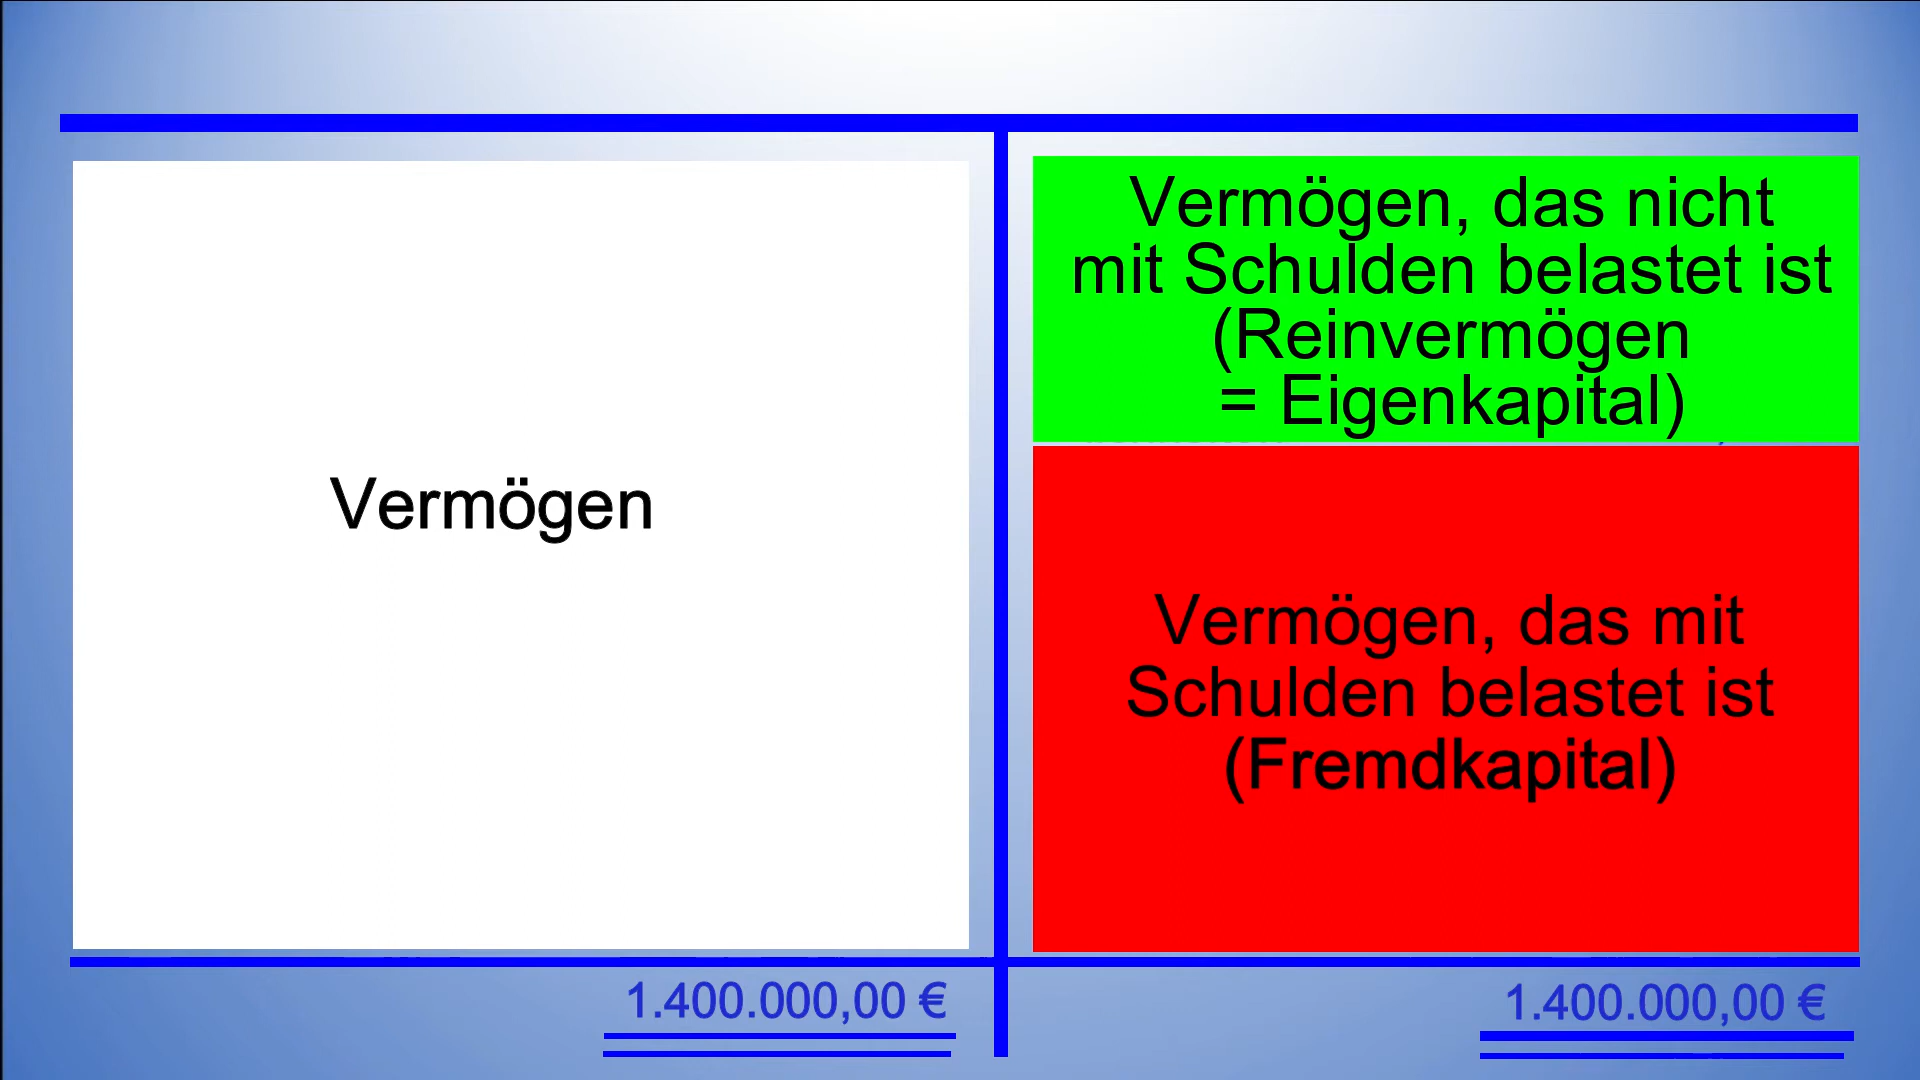 Vermögen
Vermögen, das nicht
mit Schulden belastet ist
(Reinvermögen
= Eigenkapital)
Vermögen, das mit
Schulden belastet ist
(Fremdkapital)
1.400.000,00 €
1.400.000,00 €